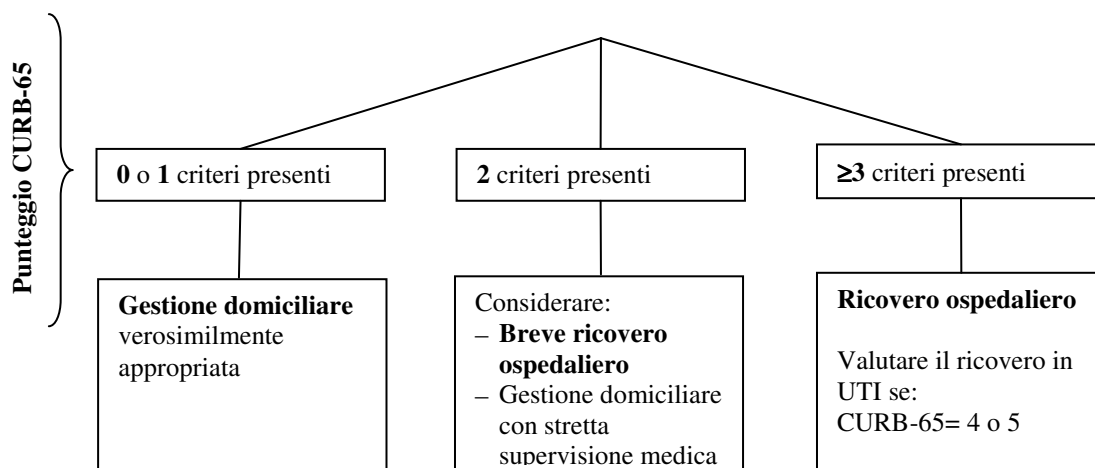 Punteggio CURB-65
0 o 1 criteri presenti
2 criteri presenti
≥3 criteri presenti
Gestione domiciliare
verosimilmente
appropriata
Considerare:
– Breve ricovero
ospedaliero
– Gestione domiciliare
con stretta
supervisione medica
Ricovero ospedaliero
Valutare il ricovero in
UTI se:
CURB-65= 4 o 5